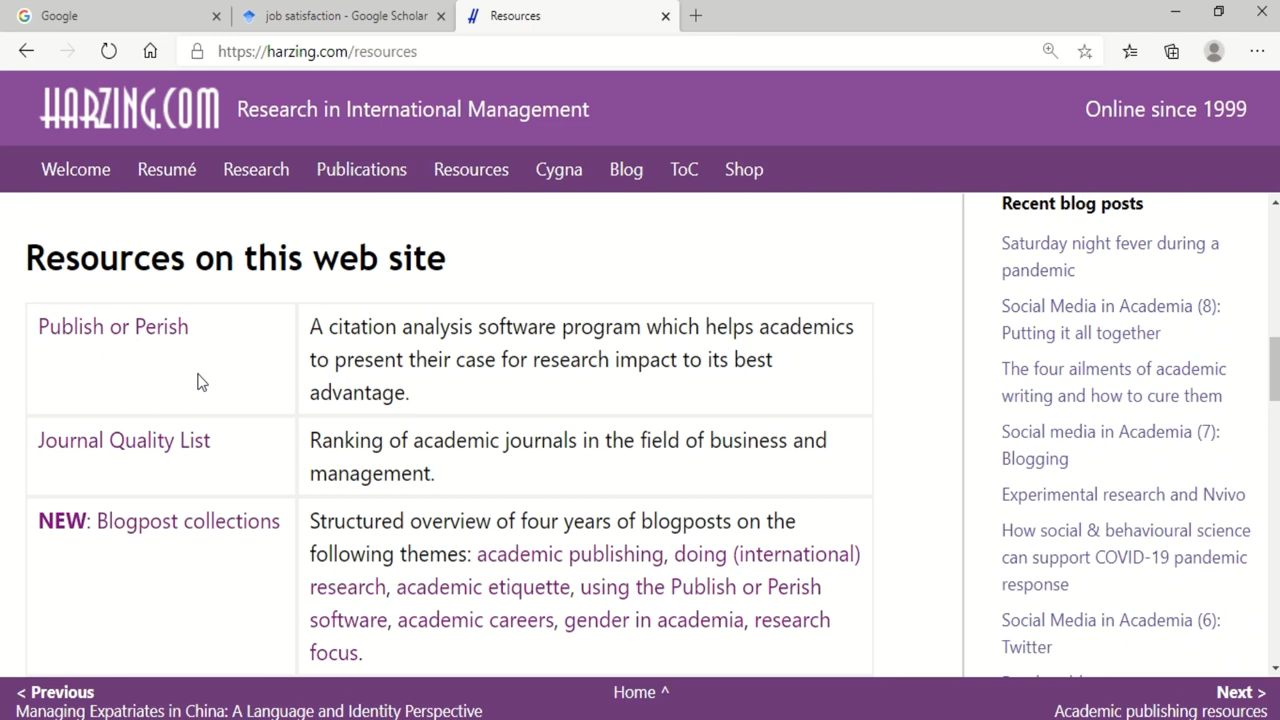 Google
job satisfaction - Google Scholar
Resources
https://harzing.com/resources
HARZING.COM
Research in International Management
Online since 1999
Welcome
Resumé
Research
Publications
Resources
Cygna
Blog
ToC
Shop
Resources on this web site
Publish or Perish
A citation analysis software program which helps academics
to present their case for research impact to its best
advantage.
Journal Quality List
Ranking of academic journals in the field of business and
management.
NEW: Blogpost collections
Structured overview of four years of blogposts on the
following themes: academic publishing, doing (international)
research, academic etiquette, using the Publish or Perish
software, academic careers, gender in academia, research
focus.
Recent blog posts
Saturday night fever during a
pandemic
Social Media in Academia (8):
Putting it all together
The four ailments of academic
writing and how to cure them
Social media in Academia (7):
Blogging
Experimental research and Nvivo
How social & behavioural science
can support COVID-19 pandemic
response
Social Media in Academia (6):
Twitter
< Previous
Managing Expatriates in China: A Language and Identity Perspective
Home ^
Next >
Academic publishing resources